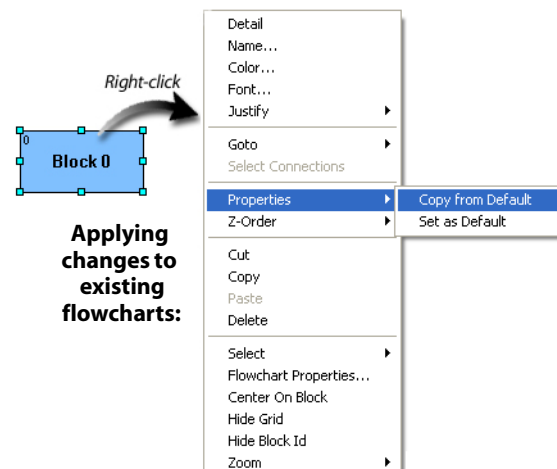 Right-click
0
Block 0
Applying
changes to
existing
flowcharts:
Detail
Name...
Color...
Font...
Justify
Goto
Select Connections
Properties
Copy from Default
Z-Order
Set as Default
Cut
Copy
Paste
Delete
Select
Flowchart Properties...
Center On Block
Hide Grid
Hide Block Id
Zoom